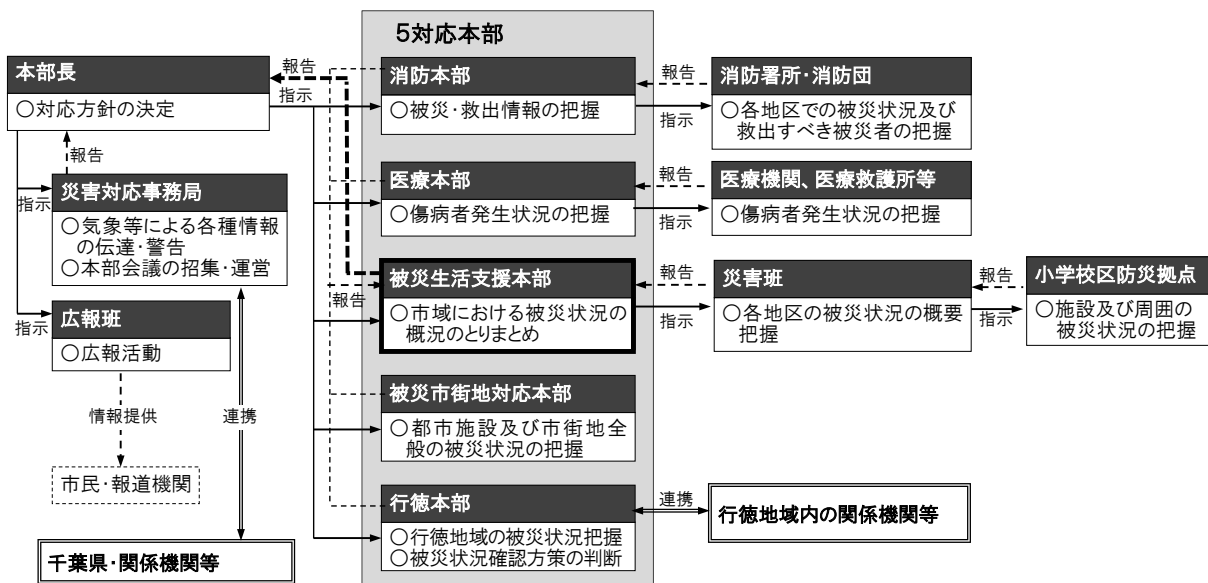 5対応本部
本部長
○対応方針の決定
報告
指示
報告
指示
災害対応事務局
○気象等による各種情報
の伝達・警告
○本部会議の招集・運営
指示
広報班
○広報活動
情報提供
連携
市民・報道機関
千葉県・関係機関等
消防本部
○被災・救出情報の把握
報告
指示
消防署所・消防団
○各地区での被災状況及び
救出すべき被災者の把握
医療本部
○傷病者発生状況の把握
報告
指示
医療機関、医療救護所等
○傷病者発生状況の把握
報告
被災生活支援本部
○市域における被災状況の
概況のとりまとめ
報告
指示
災害班
○各地区の被災状況の概要
把握
報告
指示
小学校区防災拠点
○施設及び周囲の
被災状況の把握
被災市街地対応本部
○都市施設及び市街地全
般の被災状況の把握
行徳本部
○行徳地域の被災状況把握
○被災状況確認方策の判断
連携
行徳地域内の関係機関等